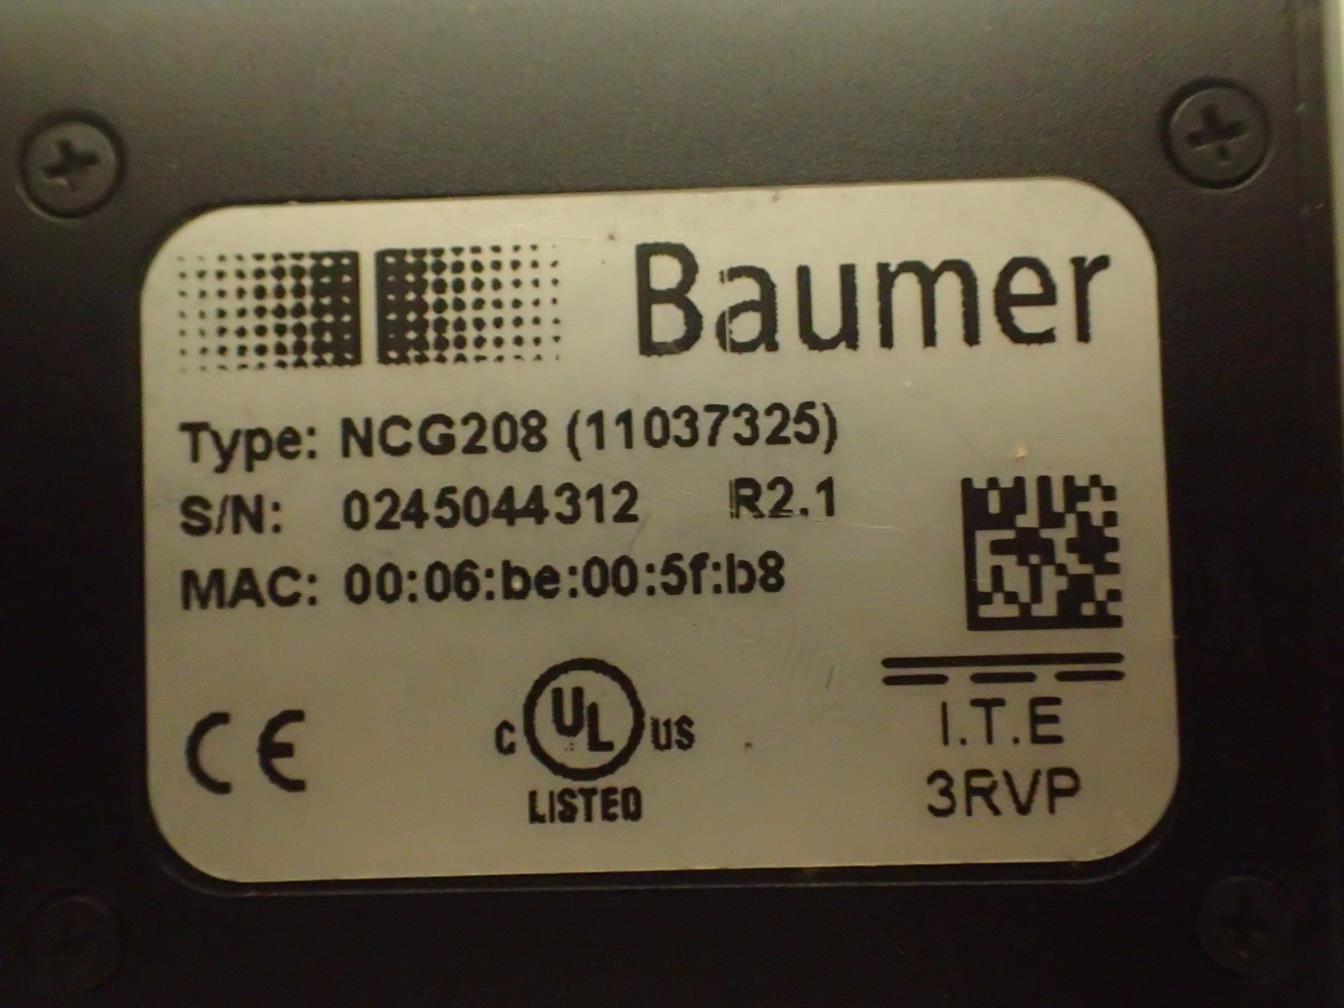 Baumer
Type: NCG208 (11037325)
S/N: 0245044312 R2.1
MAC: 00:06:be:00:5f:b8
CE
c UL us
LISTED
I.T.E
3RVP